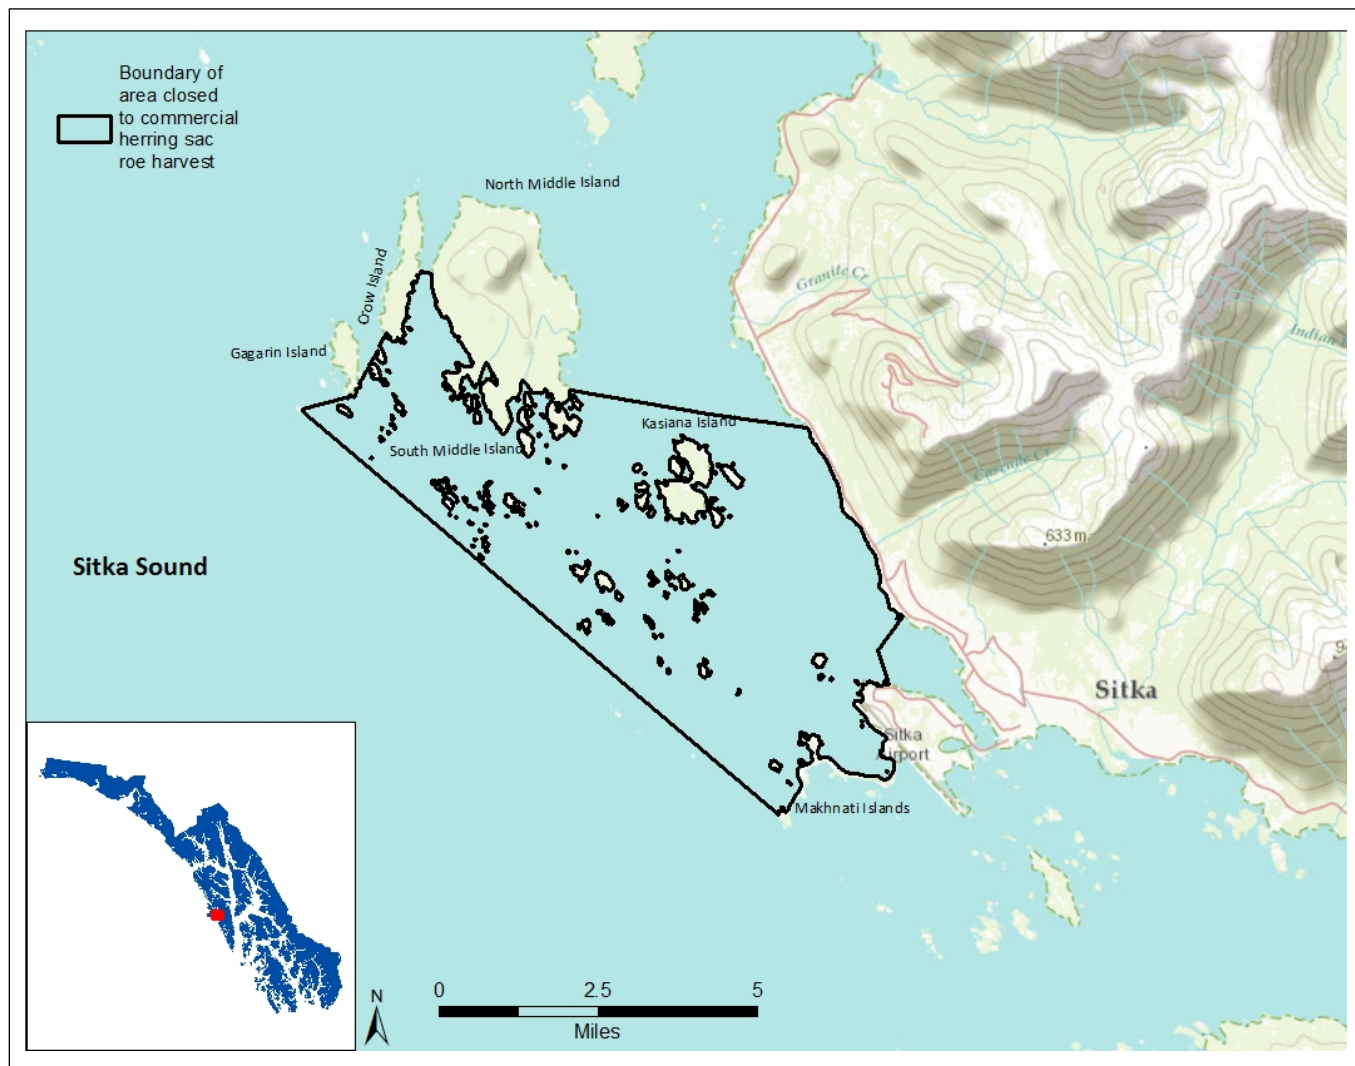 Boundary of
area closed
to commercial
herring sac
roe harvest
North Middle Island
Crow Island
Granite Cr
Gagarin Island
Kasiana Island
South Middle Island
Cascade Cr
633 m
Sitka Sound
Sitka
Sitka
Airport
Makhnati Islands
N
0 2.5 5
Miles
Indian